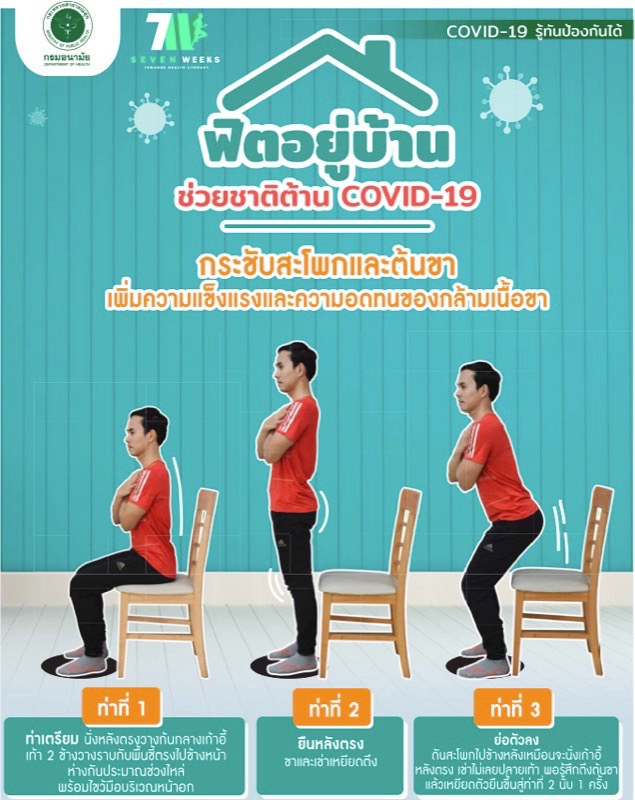 กรมอนามัย
DEPARTMENT OF HEALTH
SEVEN WEEKS
TOWARDS HEALTH LITERACY
COVID-19 รู้ทันป้องกันได้
ฟิตอยู่บ้าน
ช่วยชาติต้าน COVID-19
กระชับสะโพกและต้นขา
เพิ่มความแข็งแรงและความอดทนของกล้ามเนื้อขา
ท่าที่ 1
ท่าเตรียม นั่งหลังตรงวางก้นกลางเก้าอี้
เท้า 2 ข้างวางราบกับพื้นชี้ตรงไปข้างหน้า
ห่างกันประมาณช่วงไหล่
พร้อมไขว้มือบริเวณหน้าอก
ท่าที่ 2
ยืนหลังตรง
ขาและเข่าเหยียดตึง
ท่าที่ 3
ย่อตัวลง
ดันสะโพกไปข้างหลังเหมือนจะนั่งเก้าอี้
หลังตรง เข่าไม่เลยปลายเท้า พอรู้สึกตึงต้นขา
แล้วเหยียดตัวยืนขึ้นสู่ท่าที่ 2 นับ 1 ครั้ง